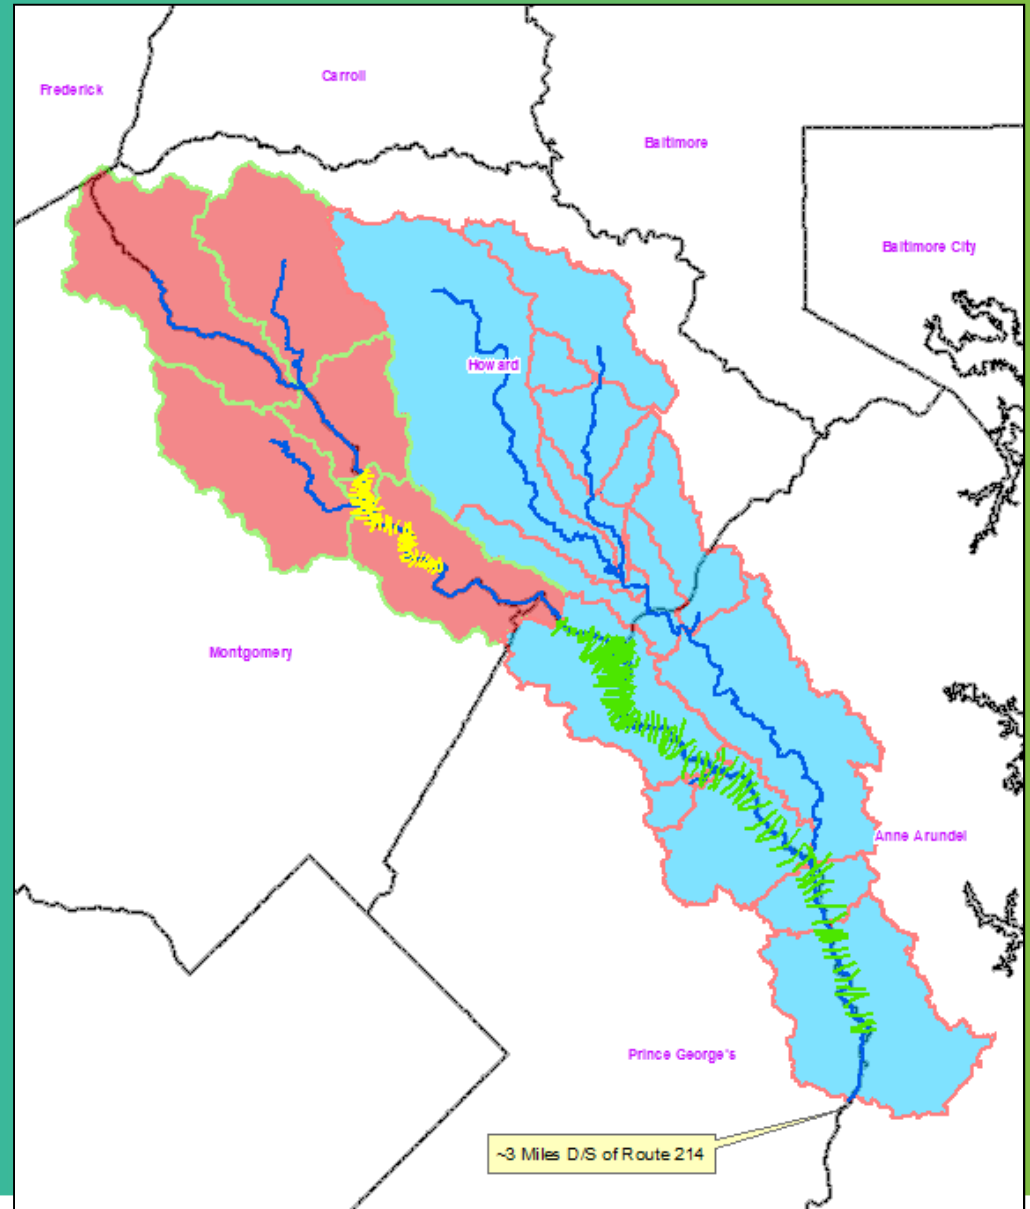 Carroll
Frederick
Baltimore
Baltimore City
Howard
Montgomery
Anne Arundel
Prince George's
~3 Miles D/S of Route 214